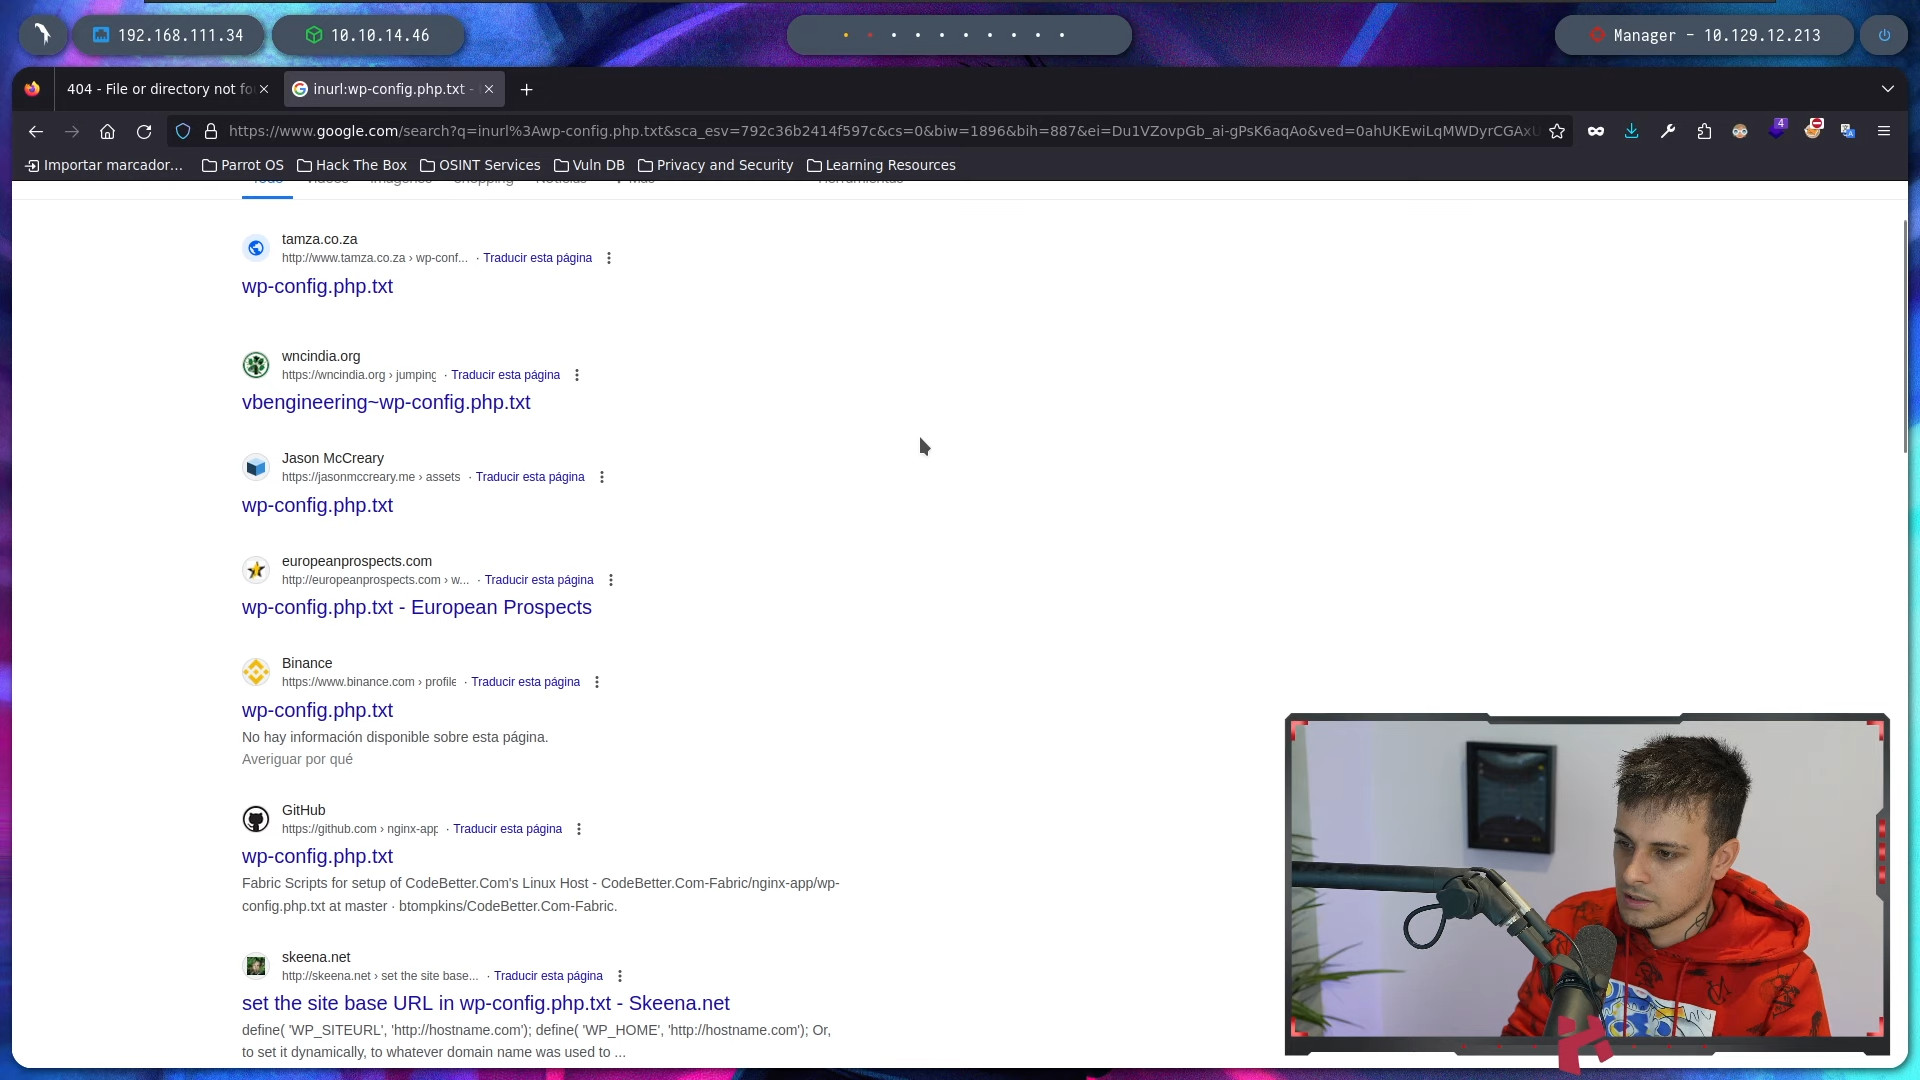 192.168.111.34
10.10.14.46
Manager - 10.129.12.213
404 - File or directory not fo
inurl:wp-config.php.txt -
https://www.google.com/search?q=inurl%3Awp-config.php.txt&sca_esv=792c36b2414f597c&cs=0&biw=1896&bih=887&ei=Du1VZovpGb_ai-gPsK6aqAo&ved=0ahUKEwiLqMWDyrCGAxU
4
Importar marcador...
Parrot OS
Hack The Box
OSINT Services
Vuln DB
Privacy and Security
Learning Resources
tamza.co.za
http://www.tamza.co.za › wp-conf... · Traducir esta página
wp-config.php.txt
wncindia.org
https://wncindia.org › jumping · Traducir esta página
vbengineering~wp-config.php.txt
Jason McCreary
https://jasonmccreary.me › assets · Traducir esta página
wp-config.php.txt
europeanprospects.com
http://europeanprospects.com › w... · Traducir esta página
wp-config.php.txt - European Prospects
Binance
https://www.binance.com › profile · Traducir esta página
wp-config.php.txt
No hay información disponible sobre esta página.
Averiguar por qué
GitHub
https://github.com › nginx-app · Traducir esta página
wp-config.php.txt
Fabric Scripts for setup of CodeBetter.Com's Linux Host - CodeBetter.Com-Fabric/nginx-app/wp-
config.php.txt at master · btompkins/CodeBetter.Com-Fabric.
skeena.net
http://skeena.net › set the site base... · Traducir esta página
set the site base URL in wp-config.php.txt - Skeena.net
define( 'WP_SITEURL', 'http://hostname.com'); define( 'WP_HOME', 'http://hostname.com'); Or,
to set it dynamically, to whatever domain name was used to ...